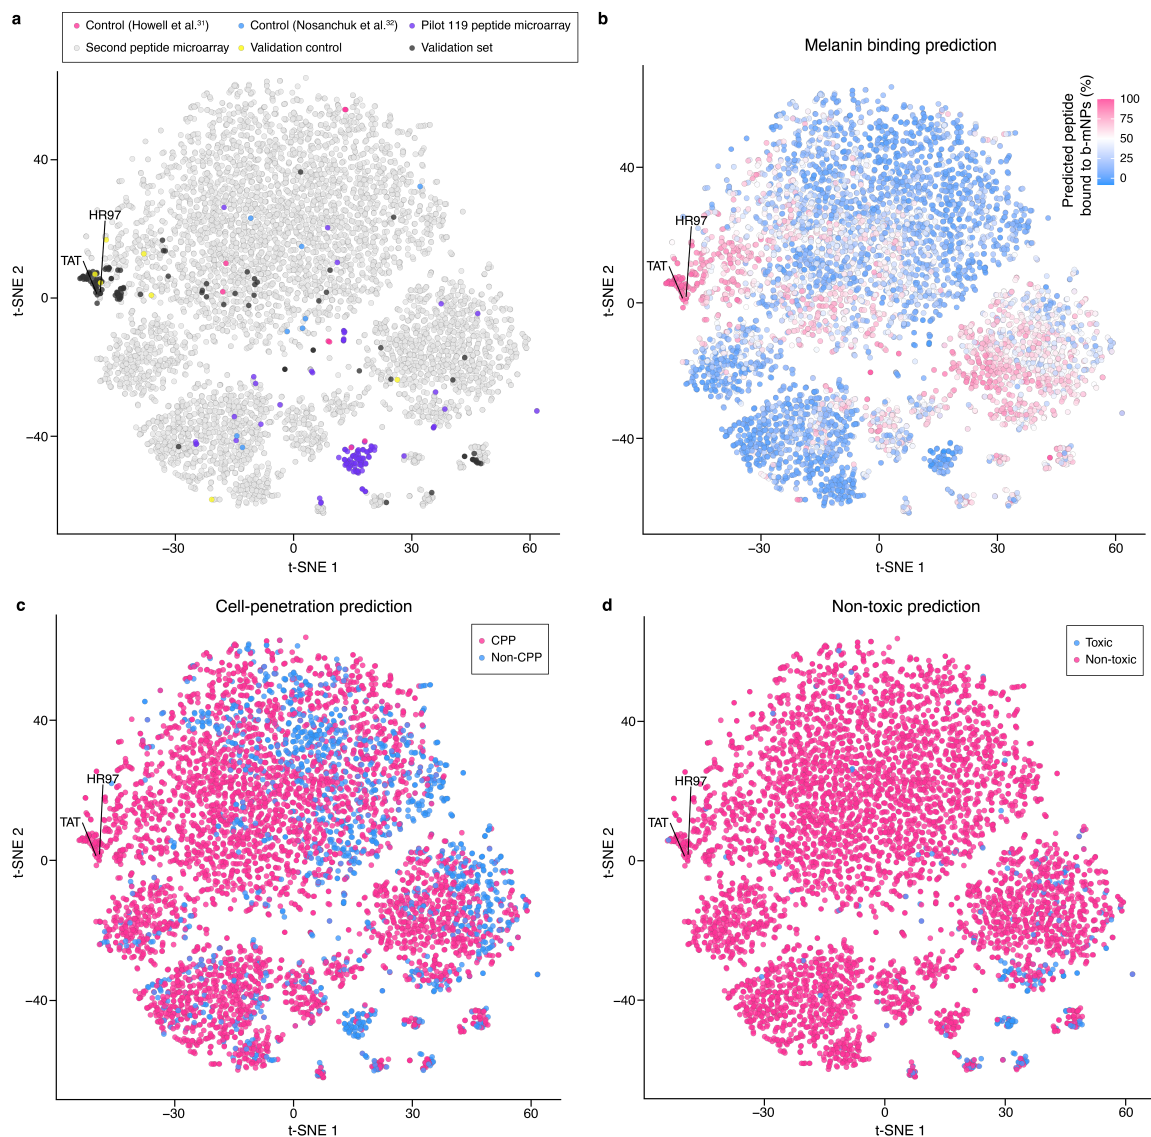 a
Control (Howell et al.³¹)
Control (Nosanchuk et al.³²)
Pilot 119 peptide microarray
Second peptide microarray
Validation control
Validation set
40
0
−40
t-SNE 2
HR97
TAT
−30
0
30
60
t-SNE 1
b
Melanin binding prediction
Predicted peptide
bound to b-mNPs (%)
100
75
50
25
0
40
0
−40
t-SNE 2
HR97
TAT
−30
0
30
60
t-SNE 1
c
Cell-penetration prediction
CPP
Non-CPP
40
0
−40
t-SNE 2
HR97
TAT
−30
0
30
60
t-SNE 1
d
Non-toxic prediction
Toxic
Non-toxic
40
0
−40
t-SNE 2
HR97
TAT
−30
0
30
60
t-SNE 1